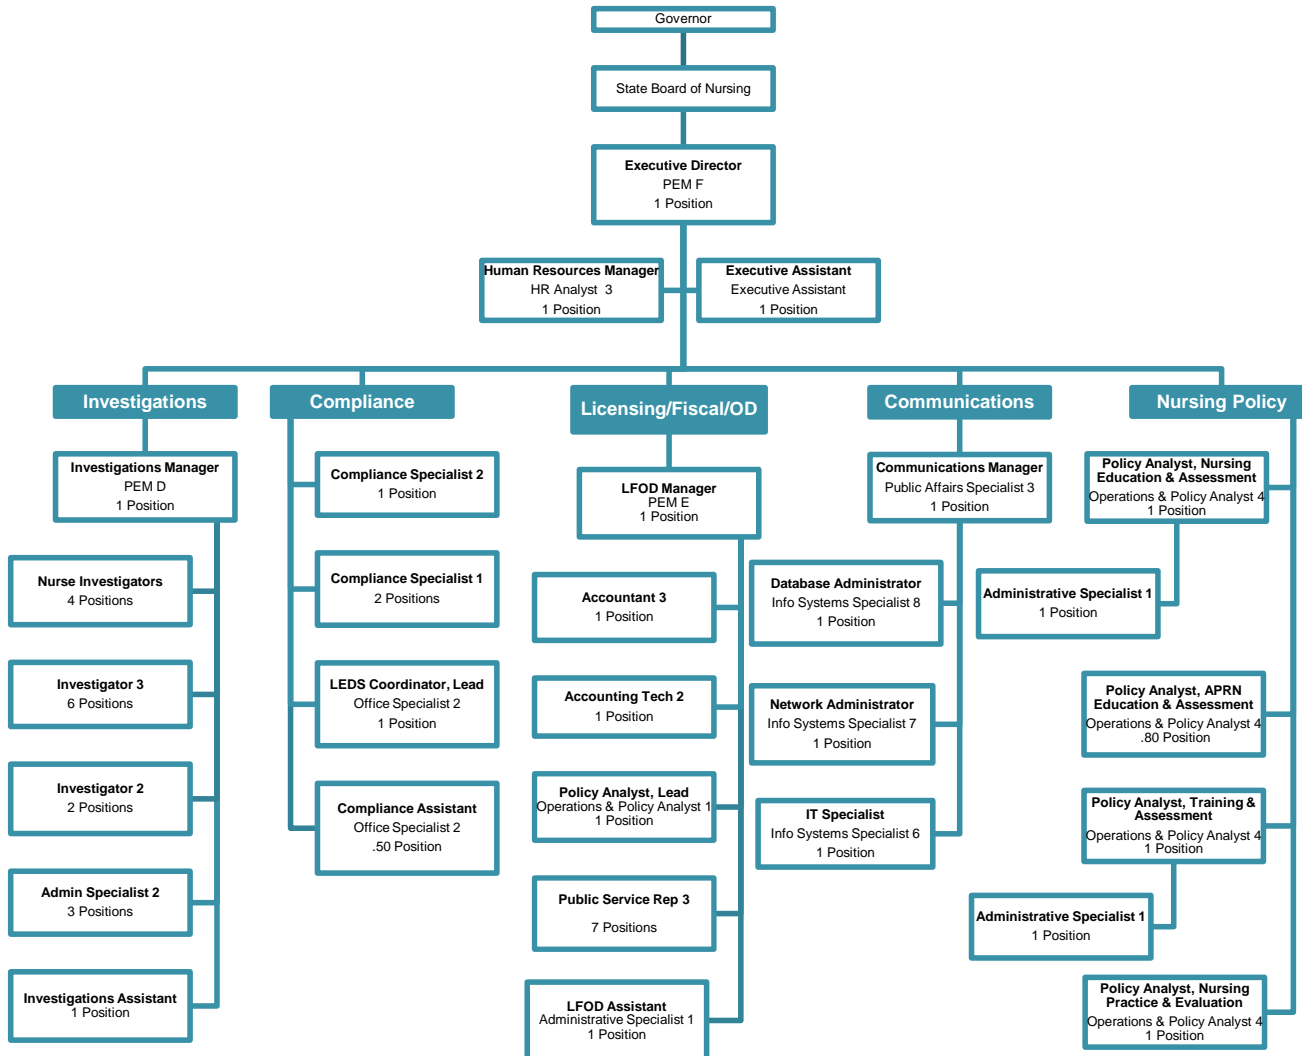 Governor
State Board of Nursing
Executive Director
PEM F
1 Position
Human Resources Manager
HR Analyst 3
1 Position
Executive Assistant
Executive Assistant
1 Position
Investigations
Investigations Manager
PEM D
1 Position
Nurse Investigators
4 Positions
Investigator 3
6 Positions
Investigator 2
2 Positions
Admin Specialist 2
3 Positions
Investigations Assistant
1 Position
Compliance
Compliance Specialist 2
1 Position
Compliance Specialist 1
2 Positions
LEDS Coordinator, Lead
Office Specialist 2
1 Position
Compliance Assistant
Office Specialist 2
.50 Position
Licensing/Fiscal/OD
LFOD Manager
PEM E
1 Position
Accountant 3
1 Position
Accounting Tech 2
1 Position
Policy Analyst, Lead
Operations & Policy Analyst 1
1 Position
Public Service Rep 3
7 Positions
LFOD Assistant
Administrative Specialist 1
1 Position
Communications
Communications Manager
Public Affairs Specialist 3
1 Position
Database Administrator
Info Systems Specialist 8
1 Position
Network Administrator
Info Systems Specialist 7
1 Position
IT Specialist
Info Systems Specialist 6
1 Position
Nursing Policy
Policy Analyst, Nursing
Education & Assessment
Operations & Policy Analyst 4
1 Position
Administrative Specialist 1
1 Position
Policy Analyst, APRN
Education & Assessment
Operations & Policy Analyst 4
.80 Position
Policy Analyst, Training &
Assessment
Operations & Policy Analyst 4
1 Position
Administrative Specialist 1
1 Position
Policy Analyst, Nursing
Practice & Evaluation
Operations & Policy Analyst 4
1 Position